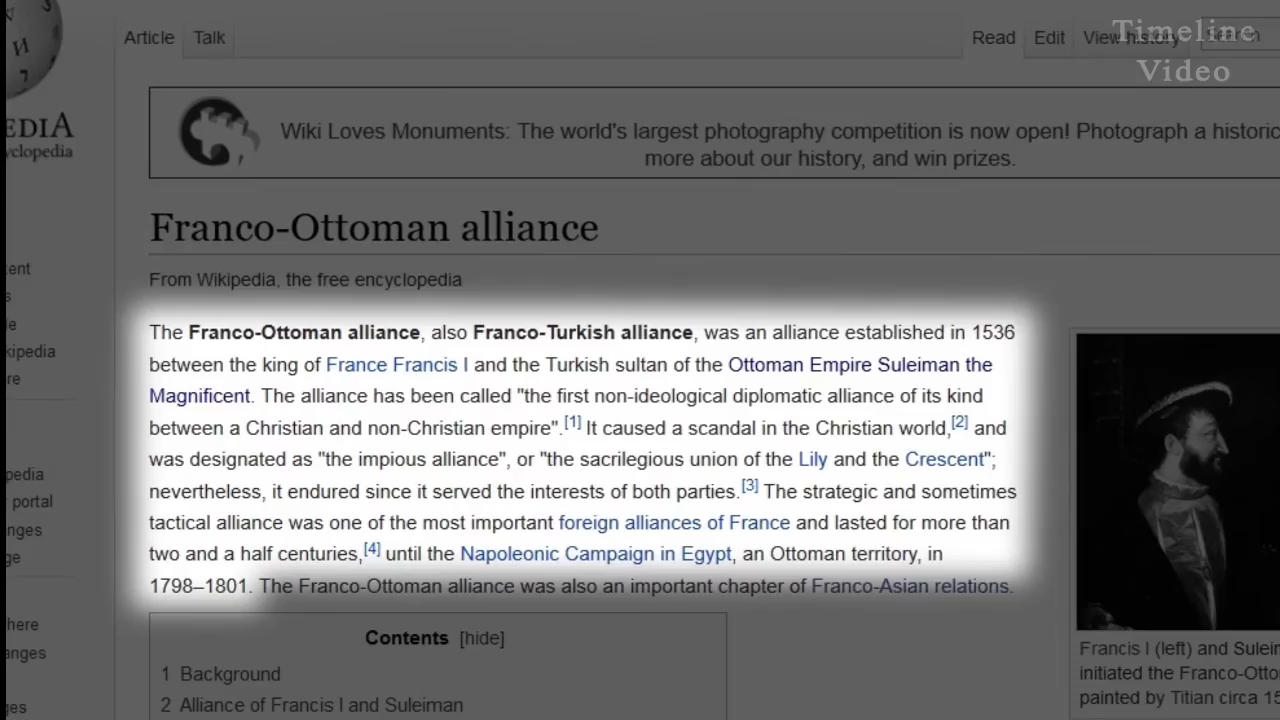 Timeline
Video
Article Talk Read Edit View history
EDIA
Wiki Loves Monuments: The world's largest photography competition is now open! Photograph a historic
more about our history, and win prizes.
Franco-Ottoman alliance
From Wikipedia, the free encyclopedia
The Franco-Ottoman alliance, also Franco-Turkish alliance, was an alliance established in 1536
between the king of France Francis I and the Turkish sultan of the Ottoman Empire Suleiman the
Magnificent. The alliance has been called "the first non-ideological diplomatic alliance of its kind
between a Christian and non-Christian empire".[1] It caused a scandal in the Christian world,[2] and
was designated as "the impious alliance", or "the sacrilegious union of the Lily and the Crescent";
nevertheless, it endured since it served the interests of both parties.[3] The strategic and sometimes
tactical alliance was one of the most important foreign alliances of France and lasted for more than
two and a half centuries,[4] until the Napoleonic Campaign in Egypt, an Ottoman territory, in
1798–1801. The Franco-Ottoman alliance was also an important chapter of Franco-Asian relations.
Contents [hide]
1 Background
2 Alliance of Francis I and Suleiman
Francis I (left) and Sulei
initiated the Franco-Otto
painted by Titian circa 15
kipedia
portal
here